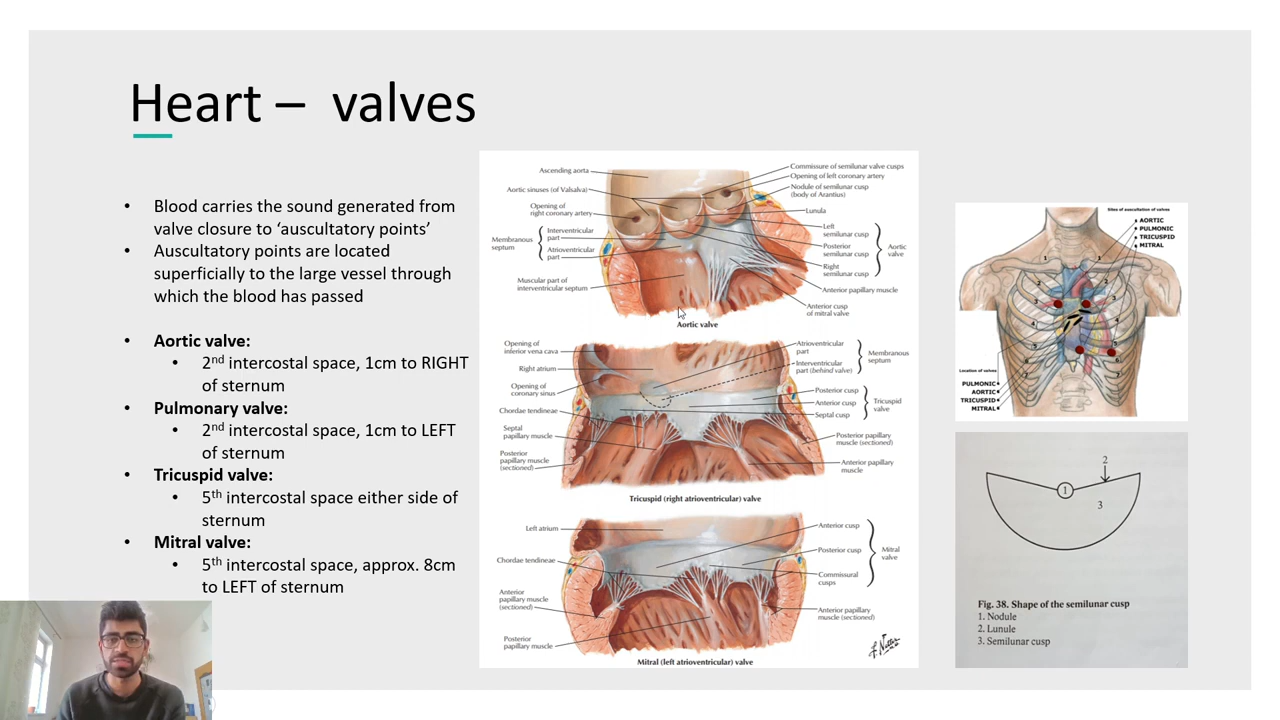 Heart – valves
• Blood carries the sound generated from
valve closure to ‘auscultatory points’
• Auscultatory points are located
superficially to the large vessel through
which the blood has passed
• Aortic valve:
• 2nd intercostal space, 1cm to RIGHT
of sternum
• Pulmonary valve:
• 2nd intercostal space, 1cm to LEFT
of sternum
• Tricuspid valve:
• 5th intercostal space either side of
sternum
• Mitral valve:
• 5th intercostal space, approx. 8cm
to LEFT of sternum
Ascending aorta
Aortic sinuses (of Valsalva)
Opening of
right coronary artery
Membranous
septum
Interventricular
part
Atrioventricular
part
Muscular part of
interventricular septum
Commissure of semilunar valve cusps
Opening of left coronary artery
Nodule of semilunar cusp
(body of Arantius)
Lunula
Left
semilunar cusp
Posterior
semilunar cusp
Right
semilunar cusp
Aortic
valve
Anterior papillary muscle
Anterior cusp
of mitral valve
Aortic valve
Opening of
inferior vena cava
Right atrium
Opening of
coronary sinus
Chordae tendineae
Septal
papillary muscle
Posterior
papillary muscle
(sectioned)
Atrioventricular
part
Interventricular
part (behind valve)
Membranous
septum
Posterior cusp
Anterior cusp
Septal cusp
Tricuspid
valve
Posterior papillary
muscle (sectioned)
Anterior papillary
muscle
Tricuspid (right atrioventricular) valve
Left atrium
Chordae tendineae
Anterior
papillary muscle
(sectioned)
Posterior
papillary muscle
Anterior cusp
Posterior cusp
Commissural
cusps
Mitral
valve
Anterior papillary
muscle (sectioned)
Mitral (left atrioventricular) valve
Sites of auscultation of valves
AORTIC
PULMONIC
TRICUSPID
MITRAL
Location of valves
PULMONIC
AORTIC
TRICUSPID
MITRAL
2
1
3
Fig. 38. Shape of the semilunar cusp
1. Nodule
2. Lunule
3. Semilunar cusp